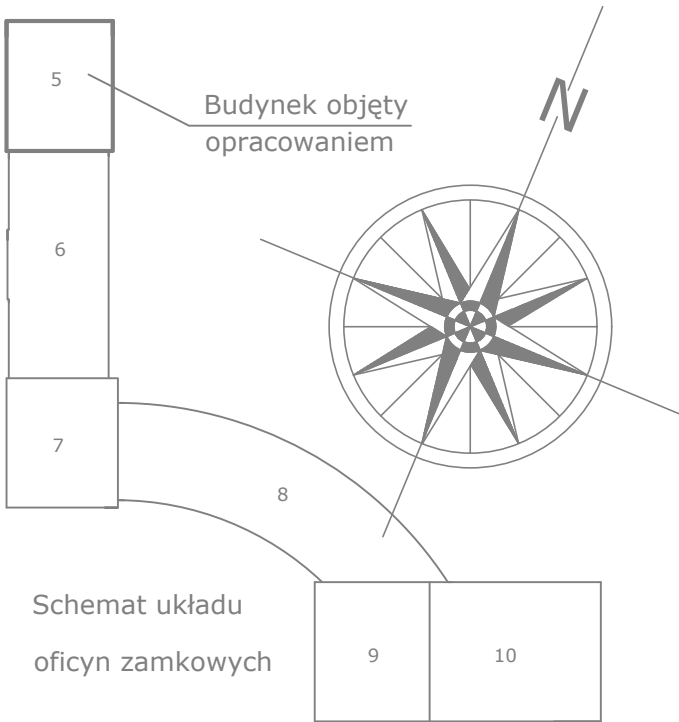 5
Budynek objęty
opracowaniem
N
6
7
8
Schemat układu
oficyn zamkowych
9
10